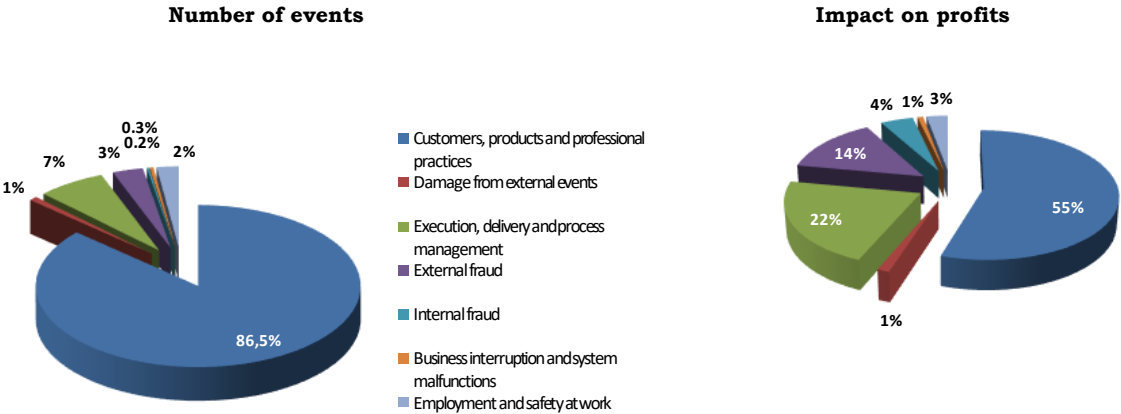 Number of events
0.3%
0.2%
3%
2%
7%
1%
86,5%
Customers, products and professional
practices
Damage from external events
Execution, delivery and process
management
External fraud
Internal fraud
Business interruption and system
malfunctions
Employment and safety at work
Impact on profits
4%
1%
3%
14%
22%
55%
1%